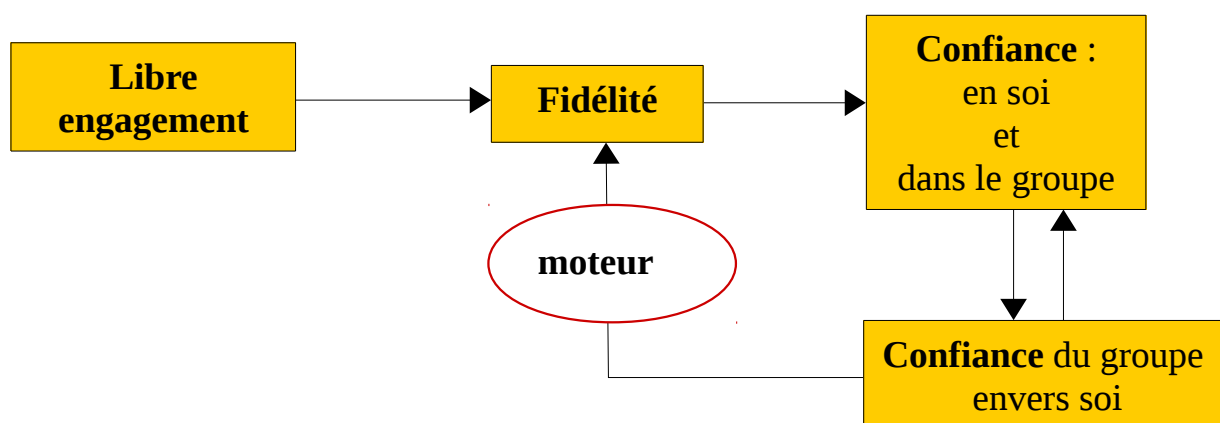 Libre
engagement
Fidélité
Confiance :
en soi
et
dans le groupe
moteur
Confiance du groupe
envers soi